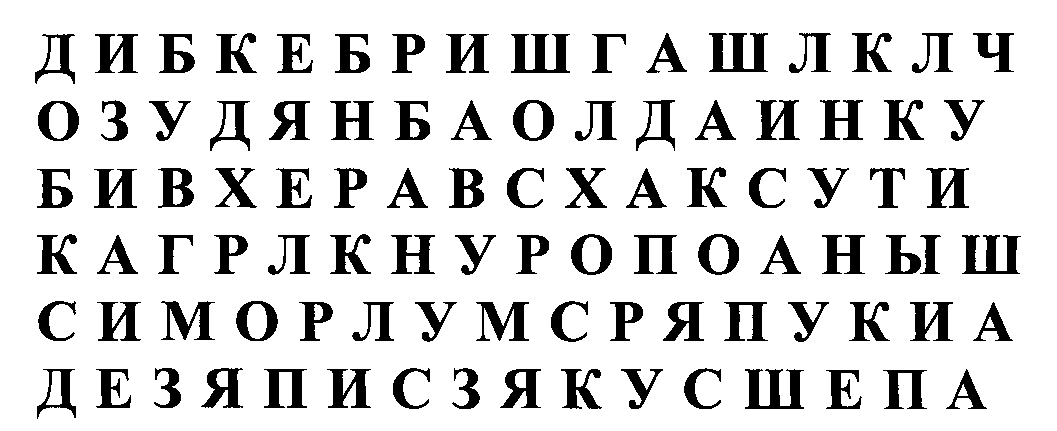 Д И Б К Е Б Р И Ш Г А Ш Л К Л Ч
О З У Д Я Н Б А О Л Д А И Н К У
Б И В Х Е Р А В С Х А К С У Т И
К А Г Р Л К Н У Р О П О А Н Ы Ш
С И М О Р Л У М С Р Я П У К И А
Д Е З Я П И С З Я К У С Ш Е П А